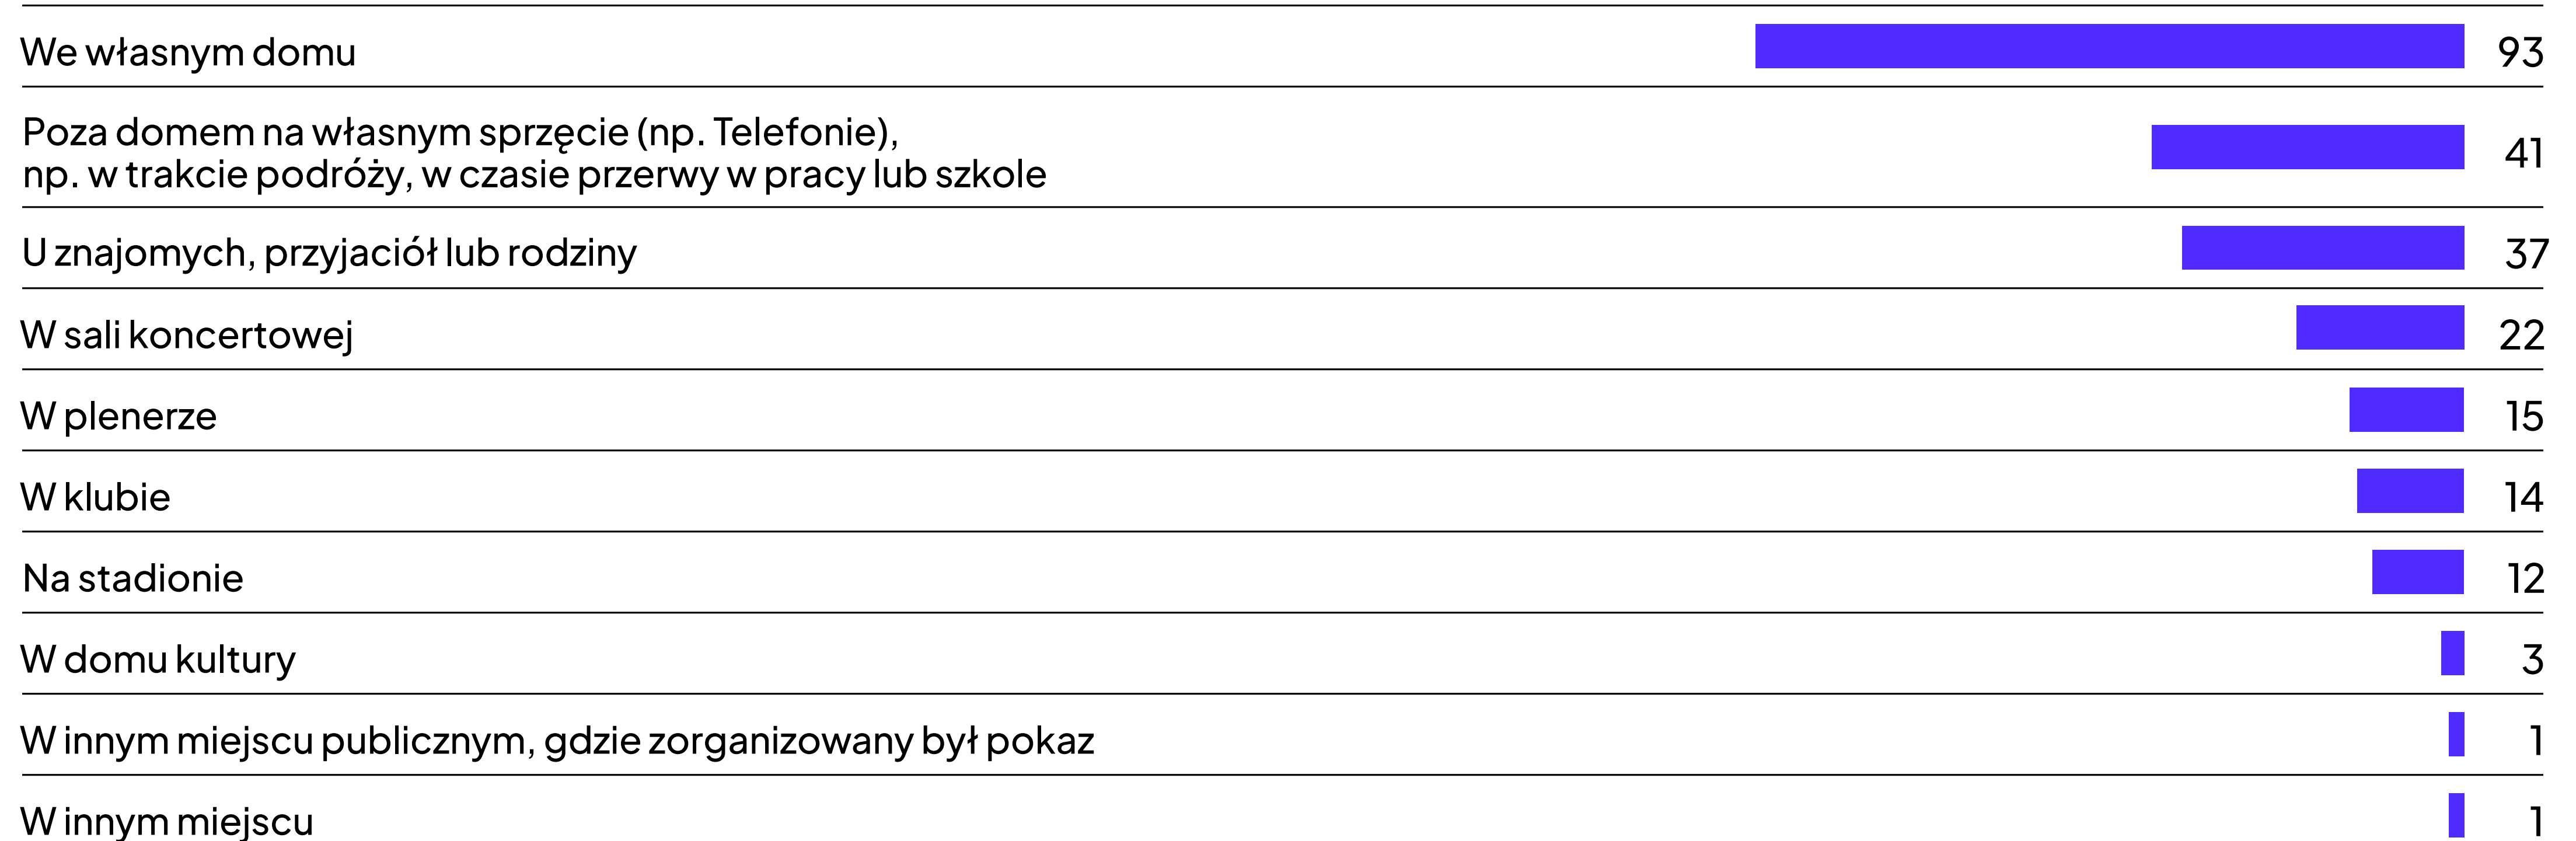 We własnym domu 93
Poza domem na własnym sprzęcie (np. Telefonie),
np. w trakcie podróży, w czasie przerwy w pracy lub szkole 41
U znajomych, przyjaciół lub rodziny 37
W sali koncertowej 22
W plenerze 15
W klubie 14
Na stadionie 12
W domu kultury 3
W innym miejscu publicznym, gdzie zorganizowany był pokaz 1
W innym miejscu 1